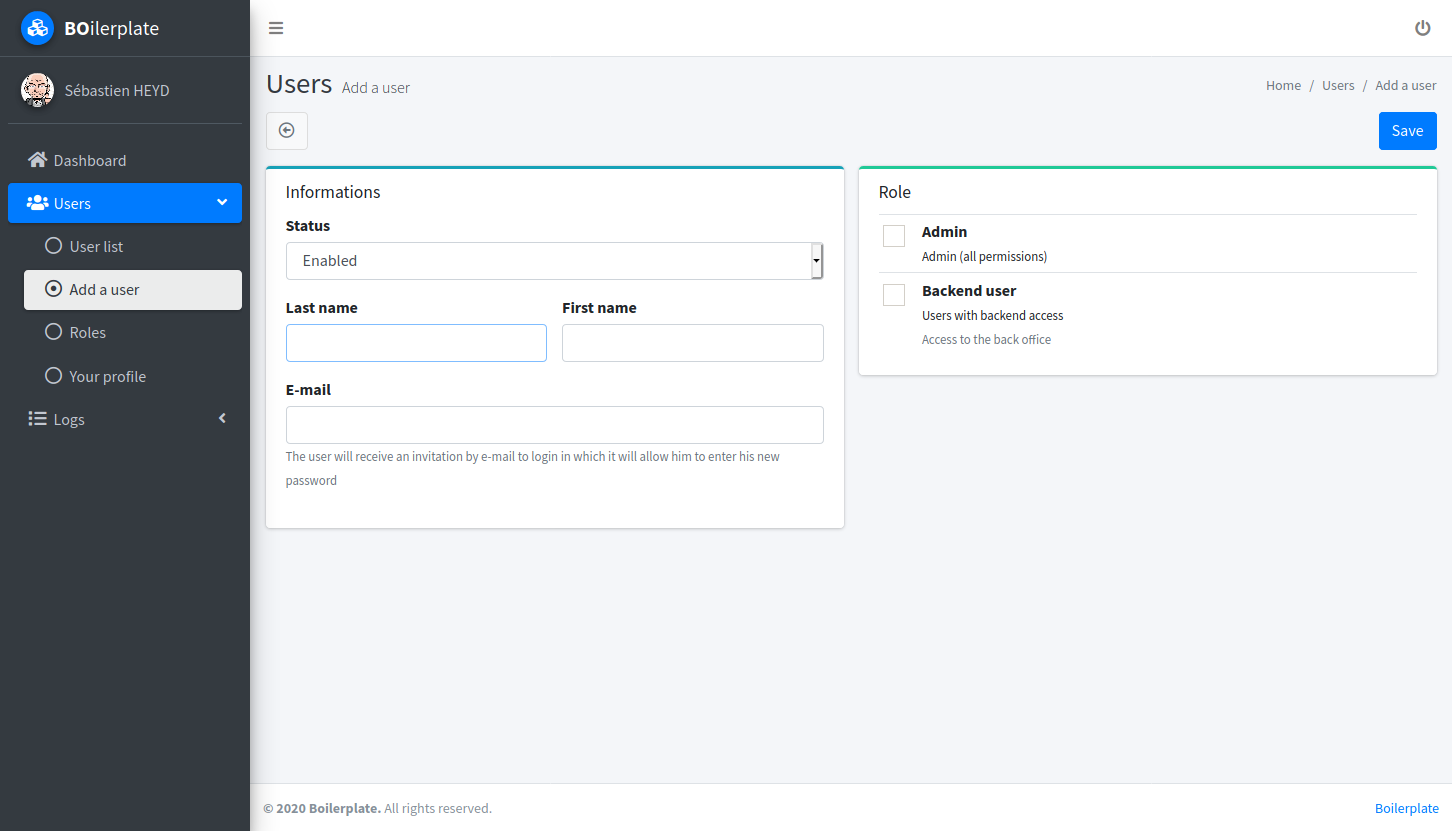 BOilerplate
Sébastien HEYD
Dashboard
Users
User list
Add a user
Roles
Your profile
Logs
Users Add a user
Home / Users / Add a user
Save
Informations
Status
Enabled
Last name First name
E-mail
The user will receive an invitation by e-mail to login in which it will allow him to enter his new
password
Role
Admin
Admin (all permissions)
Backend user
Users with backend access
Access to the back office
© 2020 Boilerplate. All rights reserved.
Boilerplate